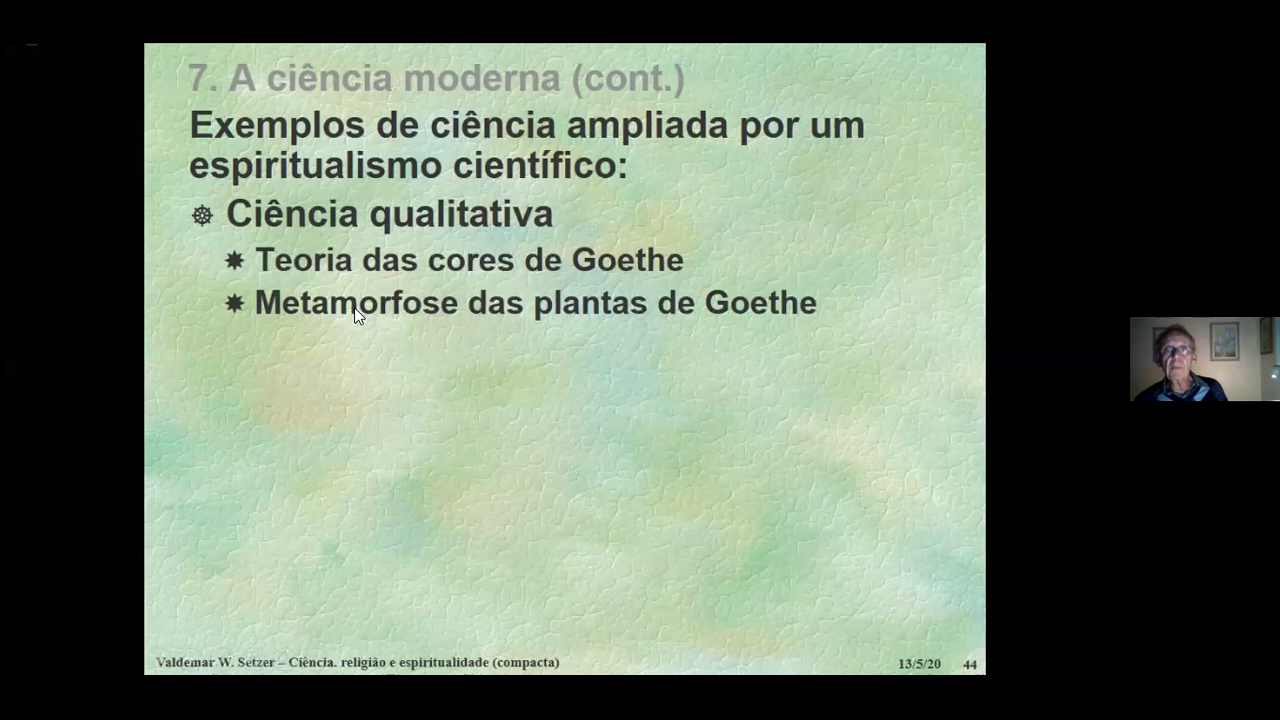 7. A ciência moderna (cont.)
Exemplos de ciência ampliada por um
espiritualismo científico:
Ciência qualitativa
Teoria das cores de Goethe
Metamorfose das plantas de Goethe
Valdemar W. Setzer – Ciência. religião e espiritualidade (compacta) 13/5/20 44